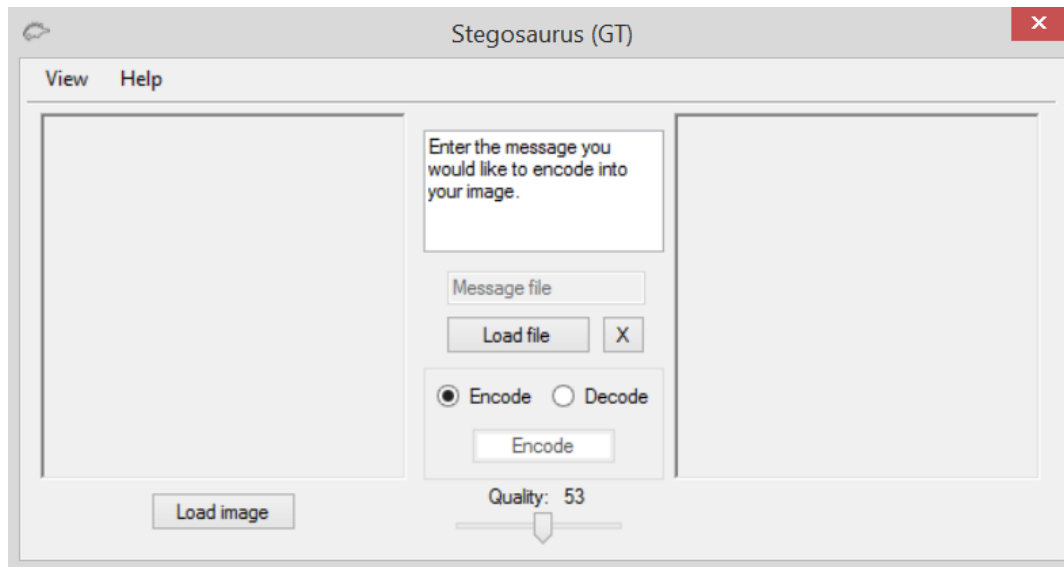 Stegosaurus (GT)
X
View Help
Enter the message you
would like to encode into
your image.
Message file
Load file X
Encode Decode
Encode
Quality: 53
Load image